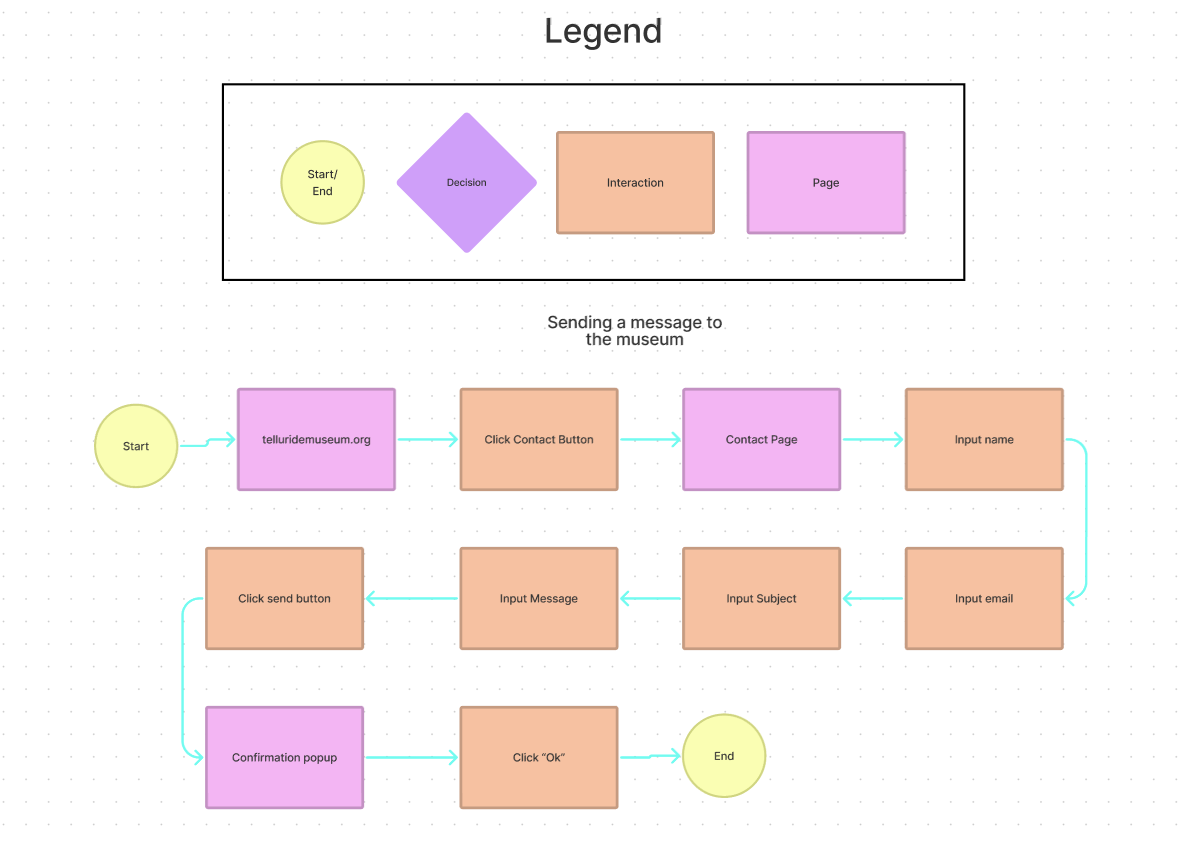 Legend
Start/
End
Decision
Interaction
Page
Sending a message to
the museum
Start
telluridemuseum.org
Click Contact Button
Contact Page
Input name
Click send button
Input Message
Input Subject
Input email
Confirmation popup
Click “Ok”
End